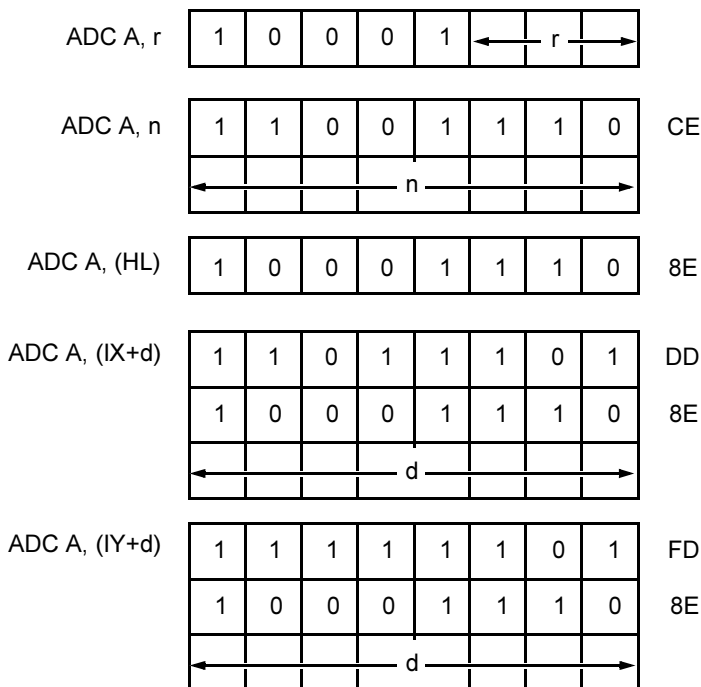 ADC A, r 1 0 0 0 1 r
ADC A, n 1 1 0 0 1 1 1 0 CE
n
ADC A, (HL) 1 0 0 0 1 1 1 0 8E
ADC A, (IX+d) 1 1 0 1 1 1 0 1 DD
1 0 0 0 1 1 1 0 8E
d
ADC A, (IY+d) 1 1 1 1 1 1 0 1 FD
1 0 0 0 1 1 1 0 8E
d